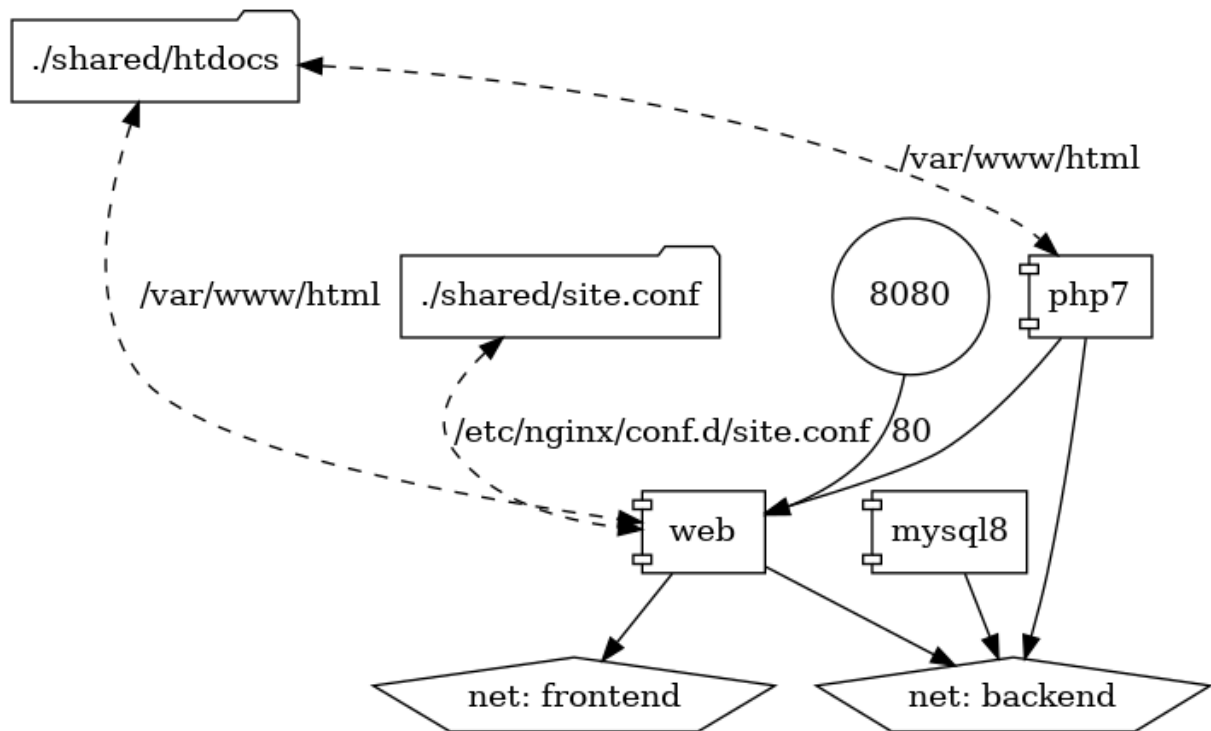 ./shared/htdocs
/var/www/html
/var/www/html
./shared/site.conf
8080
php7
/etc/nginx/conf.d/site.conf
80
web
mysql8
net: frontend
net: backend